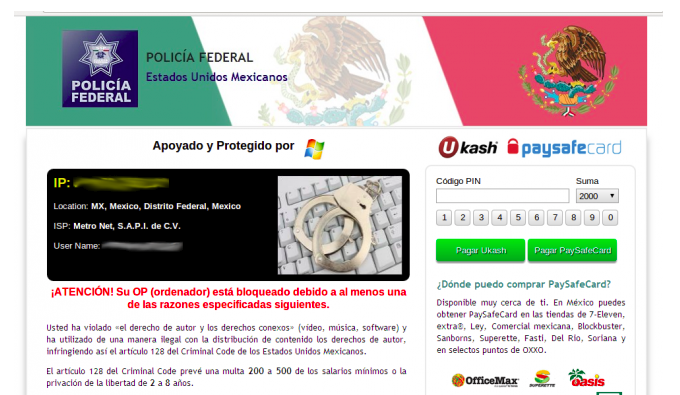 POLICÍA FEDERAL
Estados Unidos Mexicanos
POLICÍA
FEDERAL
Apoyado y Protegido por
Ukash paysafecard
IP:
Location: MX, Mexico, Distrito Federal, Mexico
ISP: Metro Net, S.A.P.I. de C.V.
User Name:
¡ATENCIÓN! Su OP (ordenador) está bloqueado debido a al menos una
de las razones especificadas siguientes.
Usted ha violado «el derecho de autor y los derechos conexos» (video, música, software) y
ha utilizado de una manera ilegal con la distribución de contenido los derechos de autor,
infringiendo así el artículo 128 del Criminal Code de los Estados Unidos Mexicanos.
El artículo 128 del Criminal Code prevé una multa 200 a 500 de los salarios mínimos o la
privación de la libertad de 2 a 8 años.
Código PIN Suma
2000
1 2 3 4 5 6 7 8 9 0
Pagar Ukash Pagar PaySafeCard
¿Dónde puedo comprar PaySafeCard?
Disponible muy cerca de ti. En México puedes
obtener PaySafeCard en las tiendas de 7-Eleven,
extra®, Ley, Comercial mexicana, Blockbuster,
Sanborns, Superette, Fasti, Del Rio, Soriana y
en selectos puntos de OXXO.
OfficeMax SUPERETTE oasis